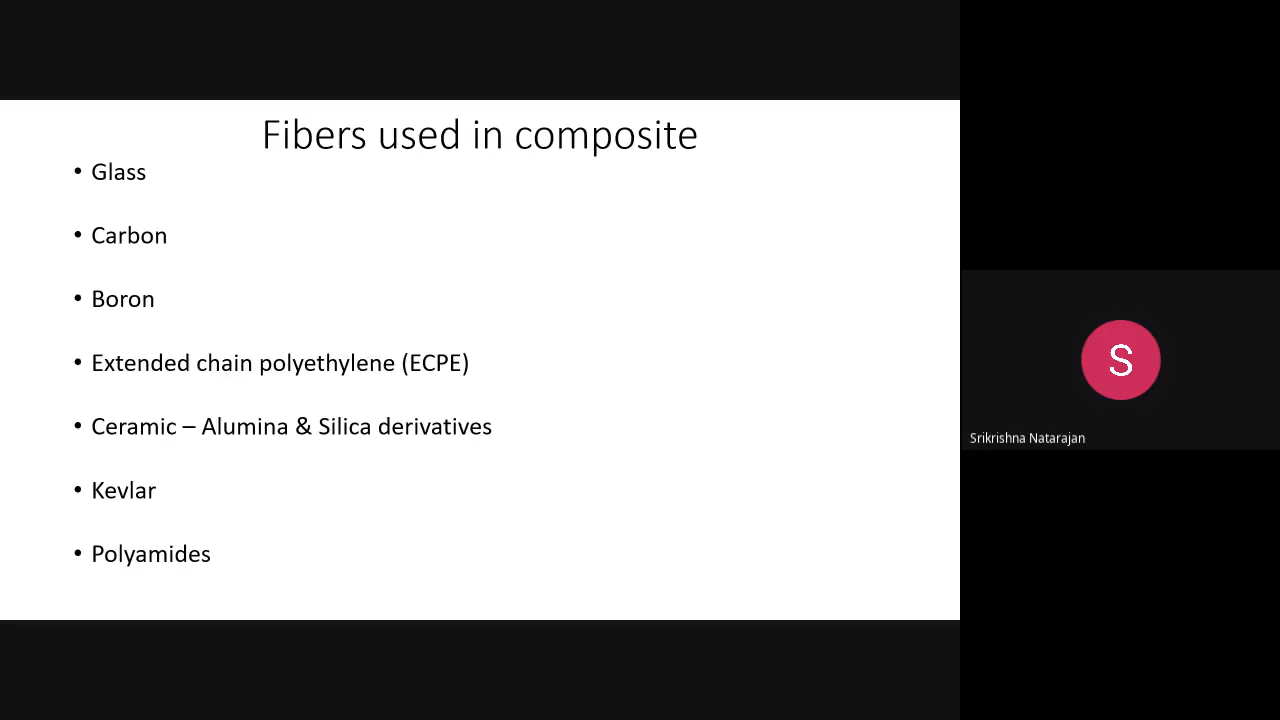 Fibers used in composite
• Glass
• Carbon
• Boron
• Extended chain polyethylene (ECPE)
• Ceramic – Alumina & Silica derivatives
• Kevlar
• Polyamides
S
Srikrishna Natarajan